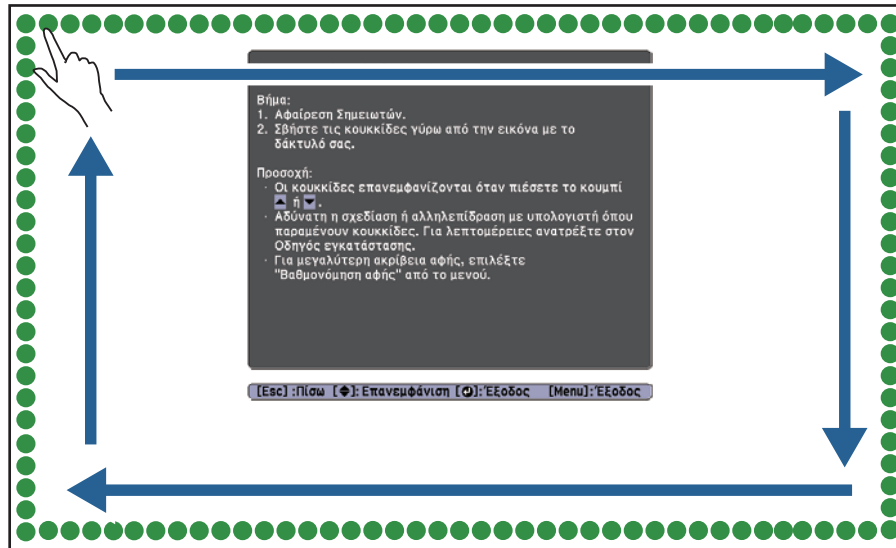 Βήμα:
1. Αφαίρεση Σημειωτών.
2. Σβήστε τις κουκκίδες γύρω από την εικόνα με το
δάκτυλό σας.
Προσοχή:
· Οι κουκκίδες επανεμφανίζονται όταν πιέσετε το κουμπί
▲ ή ▼.
· Αδύνατη η σχεδίαση ή αλληλεπίδραση με υπολογιστή όπου
παραμένουν κουκκίδες. Για λεπτομέρειες ανατρέξτε στον
Οδηγός εγκατάστασης.
· Για μεγαλύτερη ακρίβεια αφής, επιλέξτε
"Βαθμονόμηση αφής" από το μενού.
[Esc] :Πίσω [◆]: Επανεμφάνιση [↵]: Έξοδος [Menu]: Έξοδος